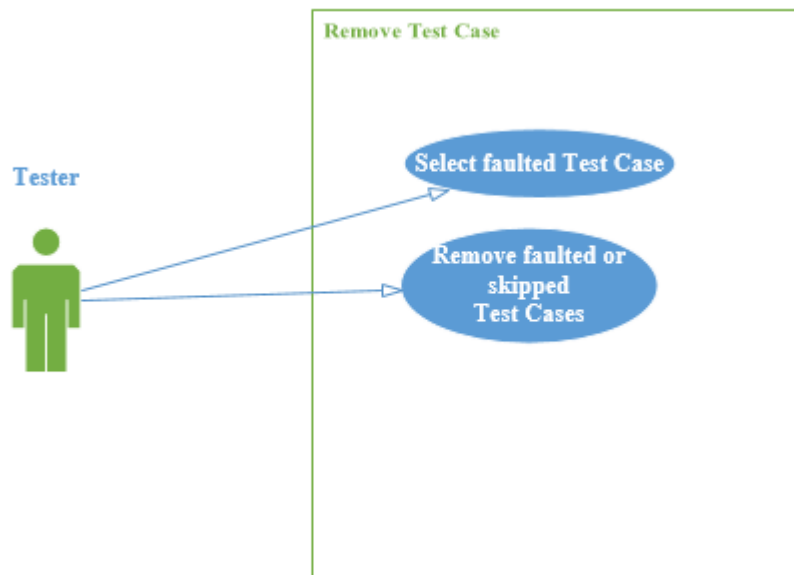 Remove Test Case
Select faulted Test Case
Tester
Remove faulted or
skipped
Test Cases